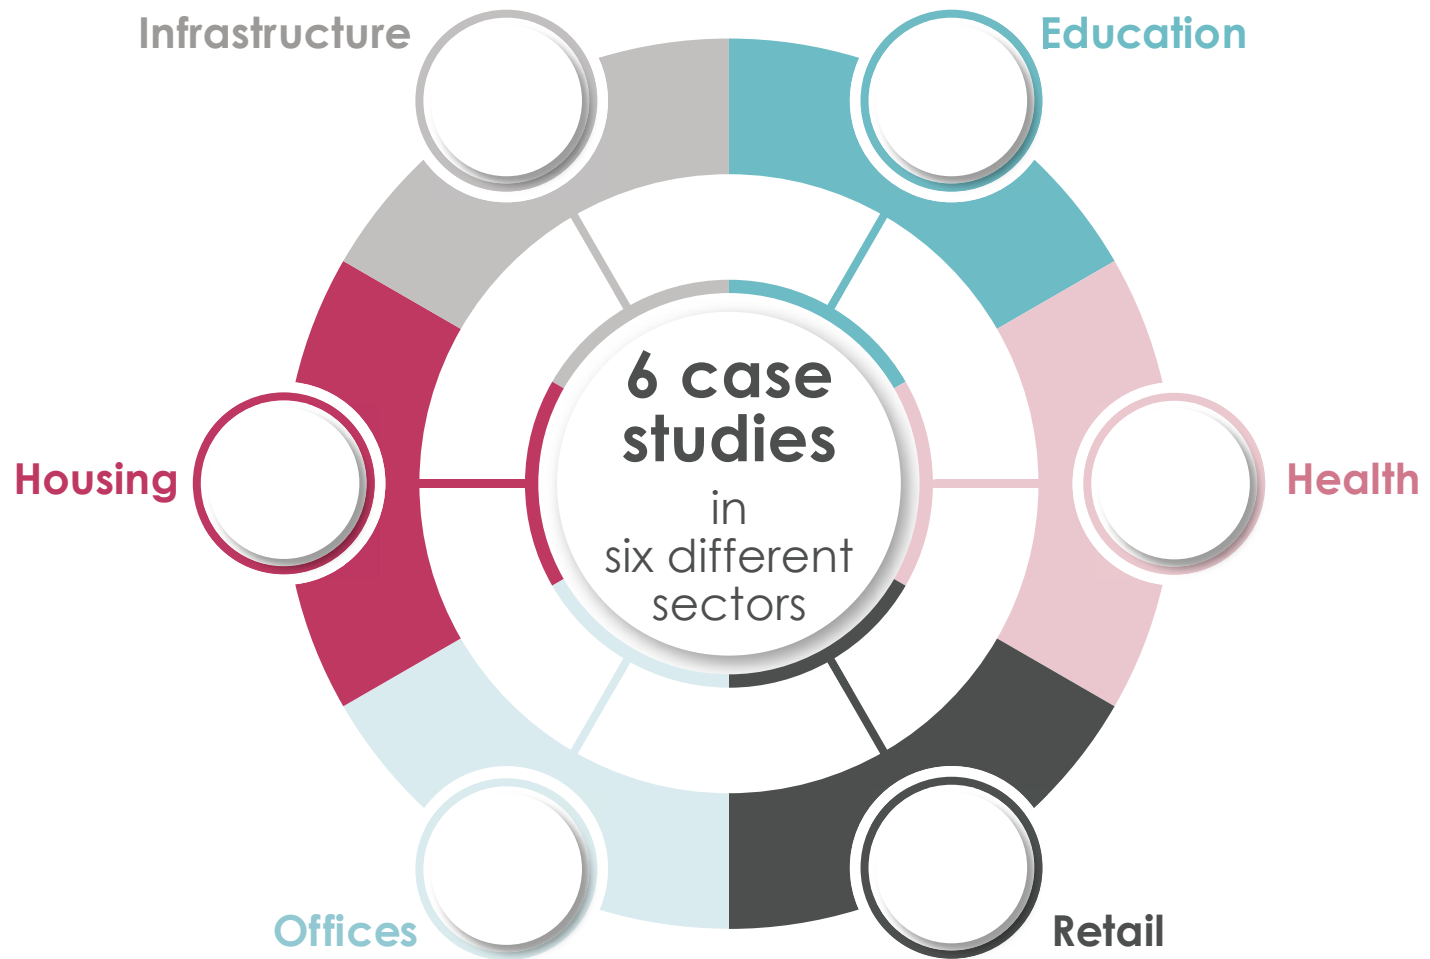 Infrastructure
Education
6 case
studies
in
six different
sectors
Housing
Health
Offices
Retail